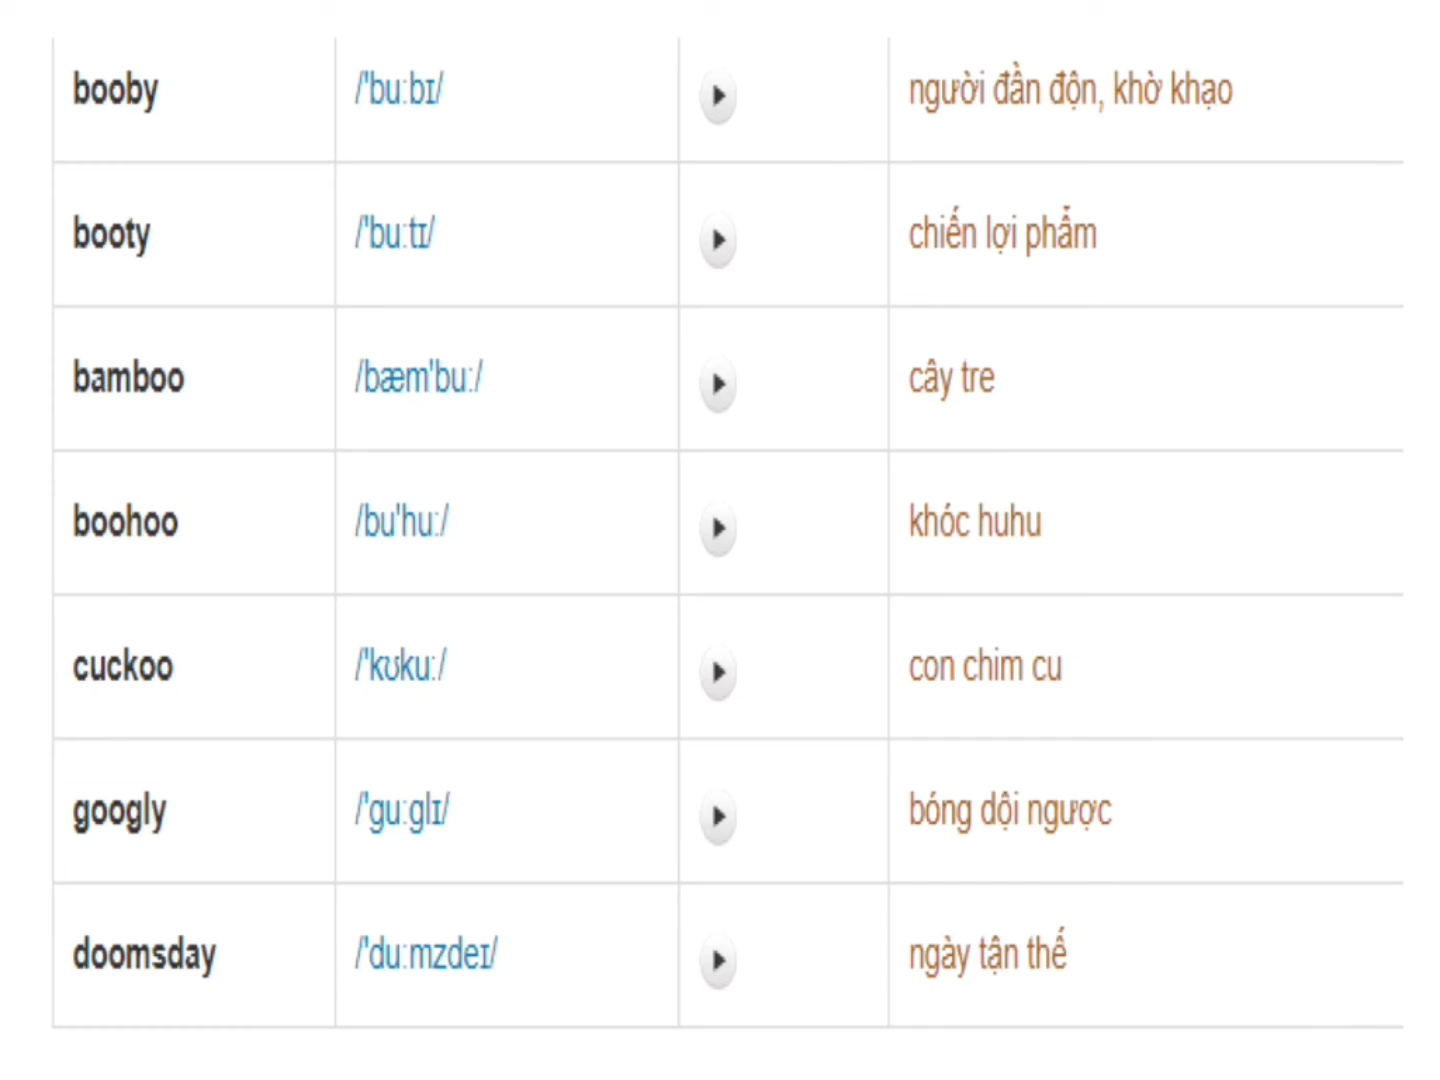 booby /'bu:bɪ/ người đần độn, khờ khạo
booty /'bu:tɪ/ chiến lợi phẩm
bamboo /bæm'bu:/ cây tre
boohoo /bu'hu:/ khóc huhu
cuckoo /'kʊku:/ con chim cu
googly /'gu:glɪ/ bóng dội ngược
doomsday /'du:mzdeɪ/ ngày tận thế